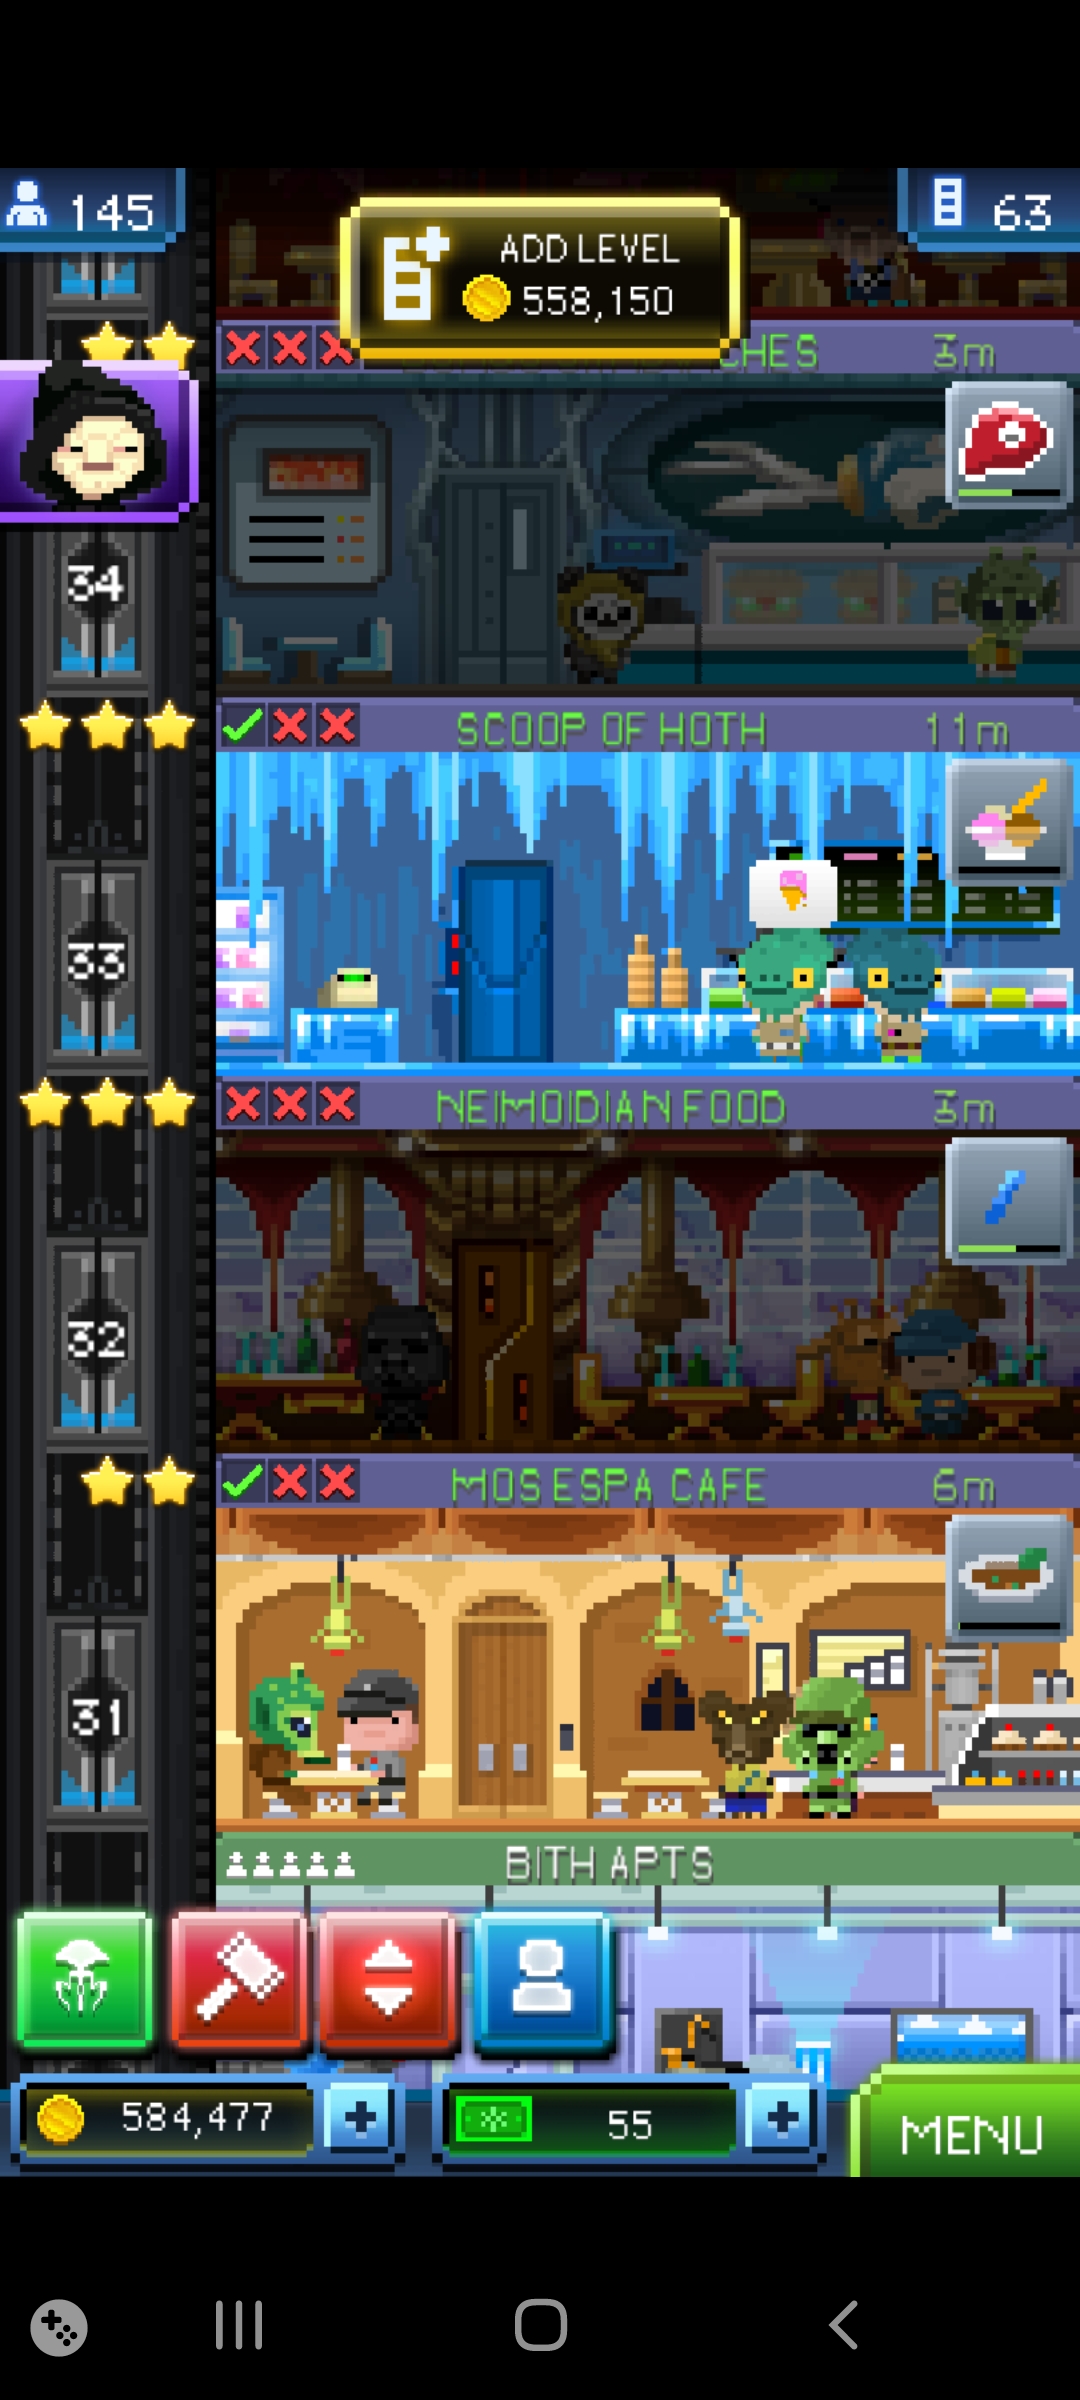 145
63
ADD LEVEL
558,150
CHES 3m
34
SCOOP OF HOTH 11m
33
NEIMOIDIAN FOOD 3m
32
MOS ESPA CAFE 6m
31
BITH APTS
584,477
55
MENU